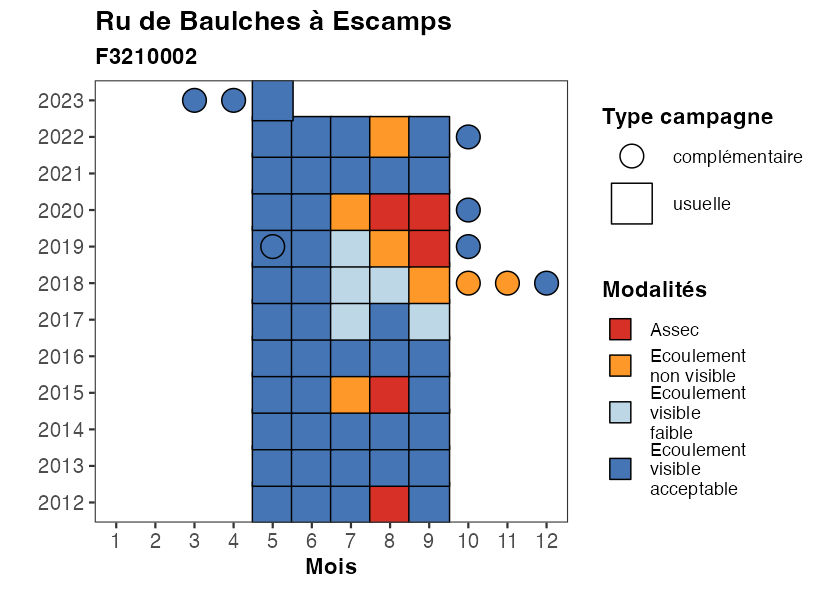 Ru de Baulches à Escamps
F3210002
2023
2022
2021
2020
2019
2018
2017
2016
2015
2014
2013
2012
1 2 3 4 5 6 7 8 9 10 11 12
Mois
Type campagne
complémentaire
usuelle
Modalités
Assec
Ecoulement
non visible
Ecoulement
visible
faible
Ecoulement
visible
acceptable